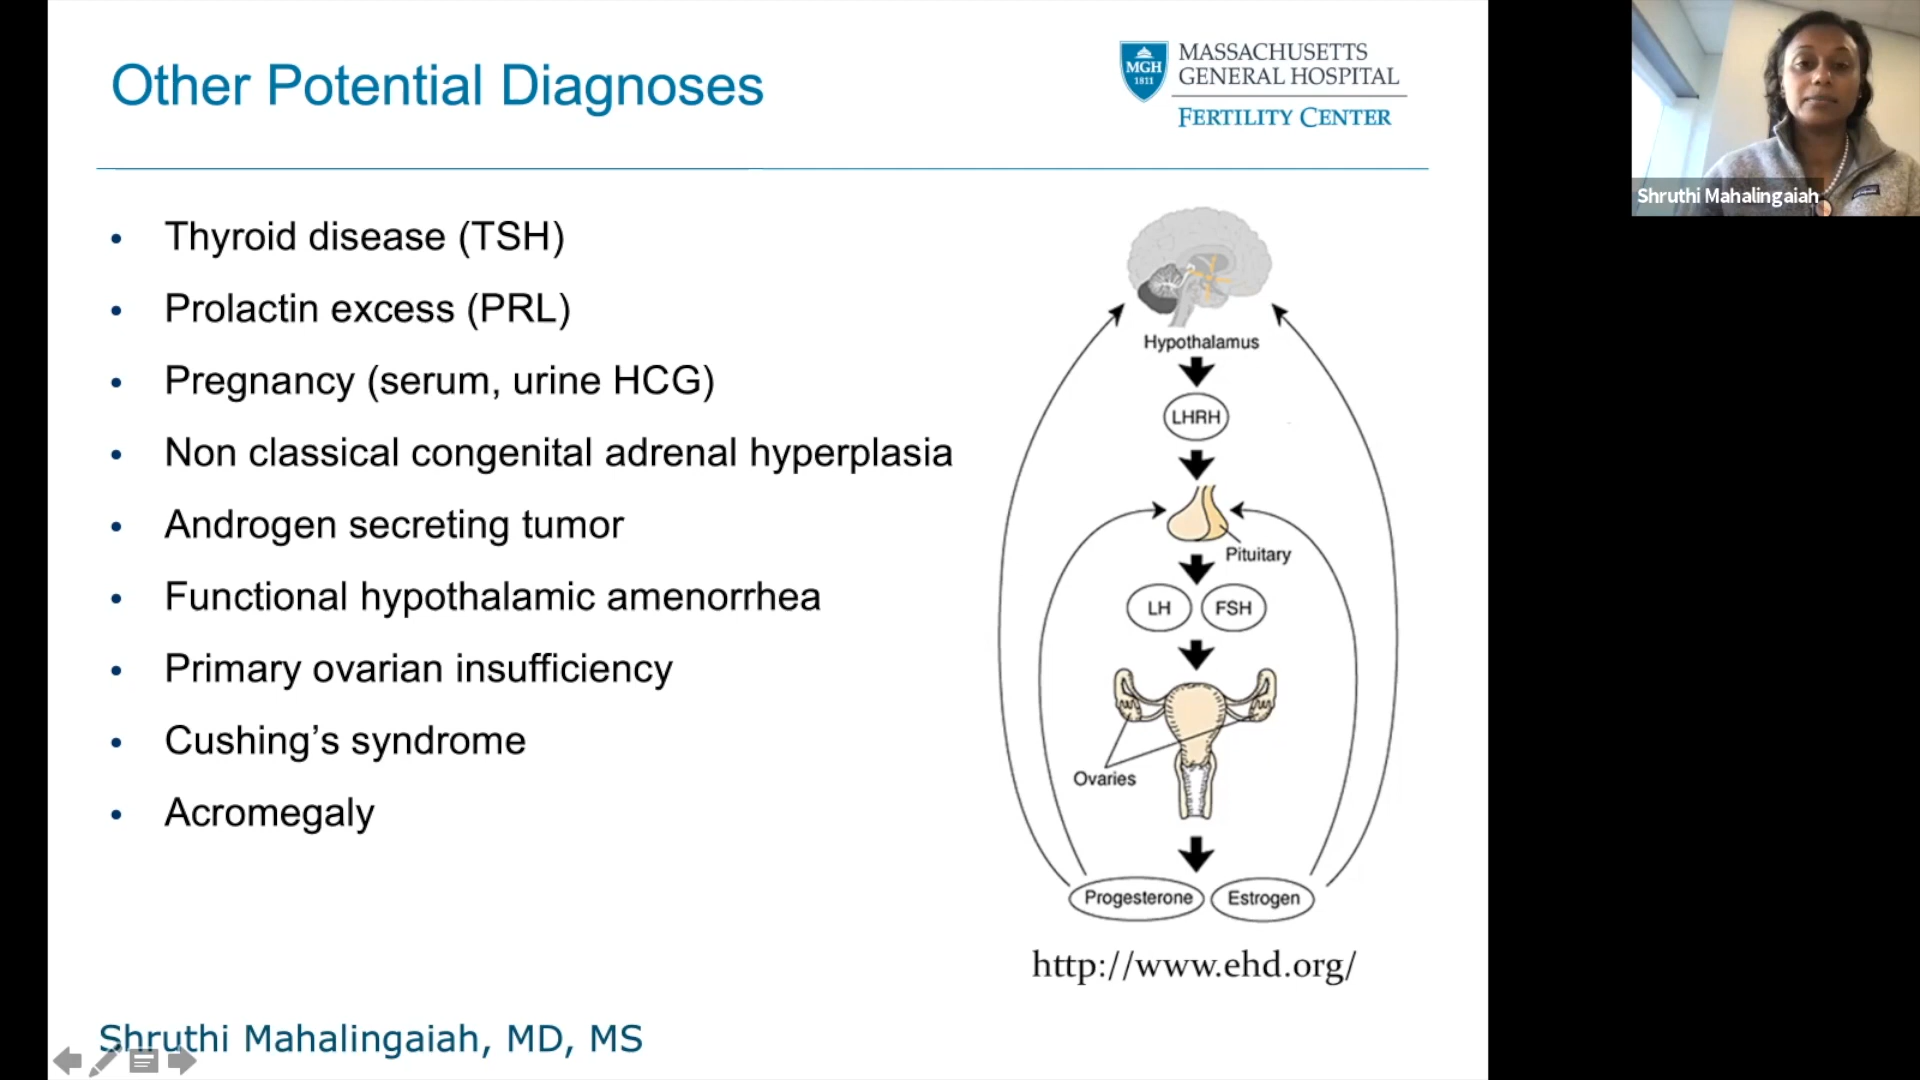 Other Potential Diagnoses
MGH
1811
MASSACHUSETTS
GENERAL HOSPITAL
FERTILITY CENTER
Shruthi Mahalingaiah
• Thyroid disease (TSH)
• Prolactin excess (PRL)
• Pregnancy (serum, urine HCG)
• Non classical congenital adrenal hyperplasia
• Androgen secreting tumor
• Functional hypothalamic amenorrhea
• Primary ovarian insufficiency
• Cushing’s syndrome
• Acromegaly
Hypothalamus
LHRH
Pituitary
LH FSH
Ovaries
Progesterone Estrogen
http://www.ehd.org/
Shruthi Mahalingaiah, MD, MS